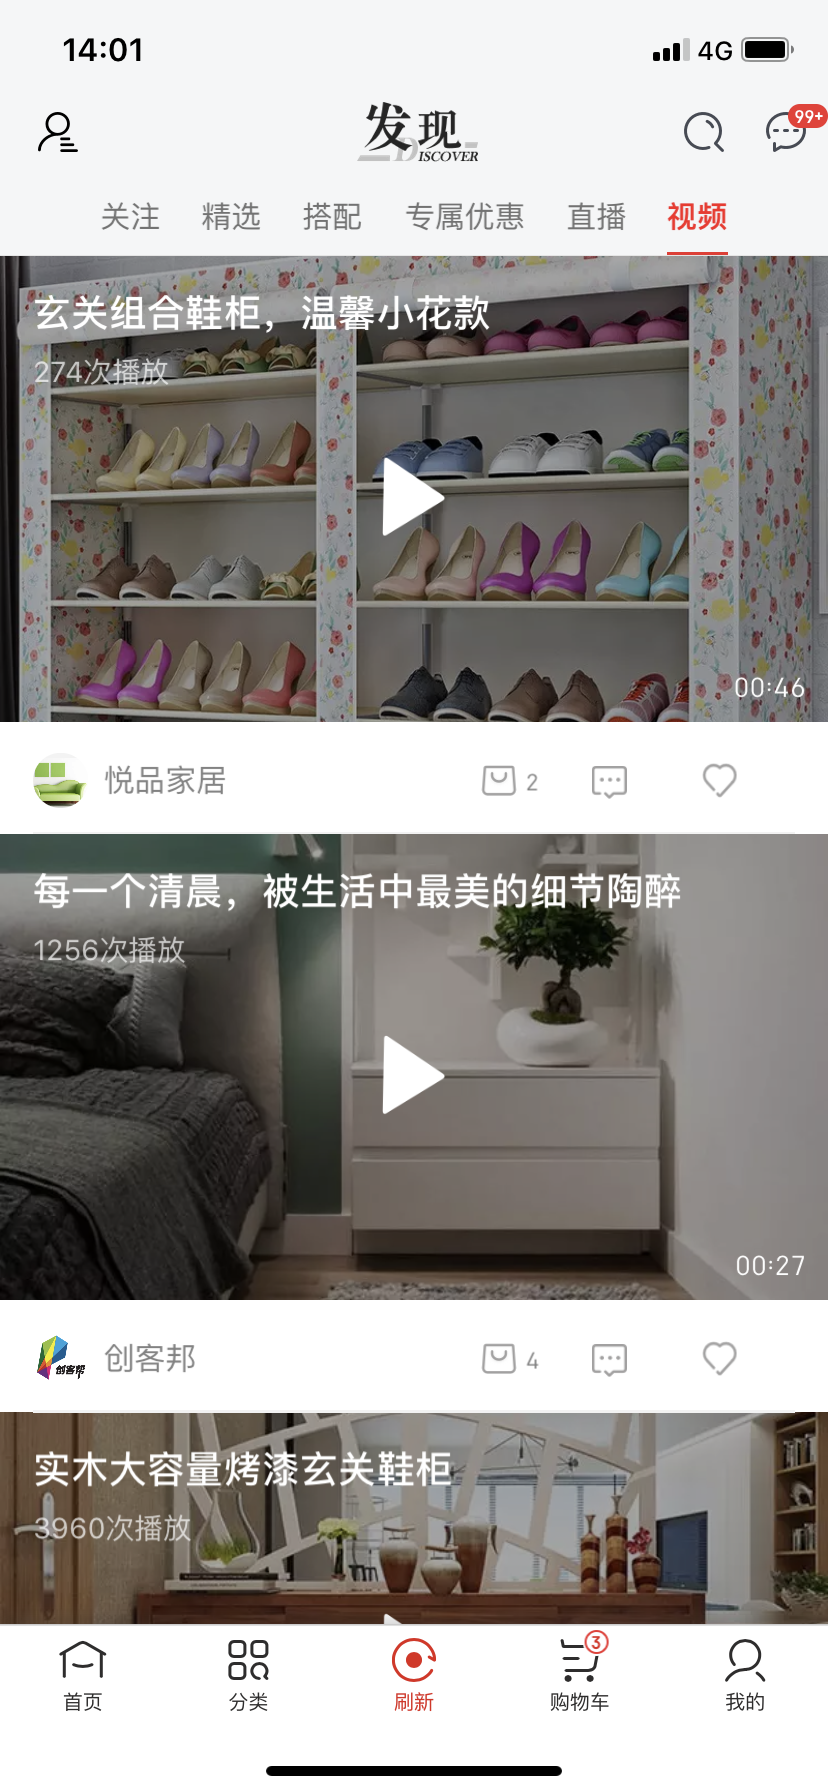 14:01
4G
发现
DISCOVER
99+
关注 精选 搭配 专属优惠 直播 视频
玄关组合鞋柜，温馨小花款
274次播放
00:46
悦品家居
2
每一个清晨，被生活中最美的细节陶醉
1256次播放
00:27
创客帮
创客邦
4
实木大容量烤漆玄关鞋柜
3960次播放
3
首页 分类 刷新 购物车 我的